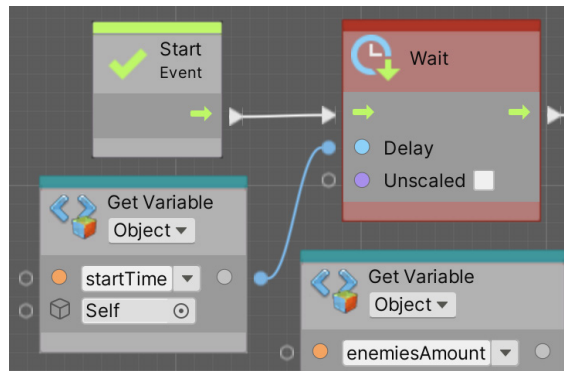 Start
Event
Wait
Delay
Unscaled
Get Variable
Object
startTime
Self
Get Variable
Object
enemiesAmount